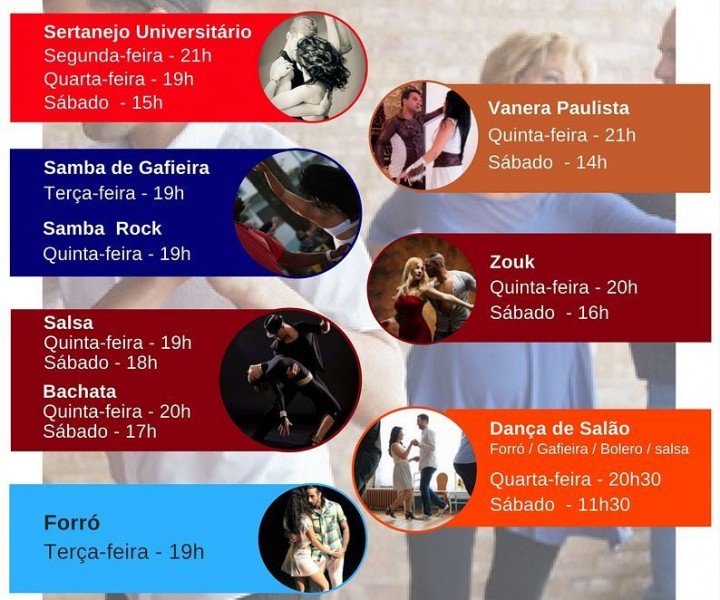 Sertanejo Universitário
Segunda-feira - 21h
Quarta-feira - 19h
Sábado - 15h
Vanera Paulista
Quinta-feira - 21h
Sábado - 14h
Samba de Gafieira
Terça-feira - 19h
Samba Rock
Quinta-feira - 19h
Zouk
Quinta-feira - 20h
Sábado - 16h
Salsa
Quinta-feira - 19h
Sábado - 18h
Bachata
Quinta-feira - 20h
Sábado - 17h
Dança de Salão
Forró / Gafieira / Bolero / salsa
Quarta-feira - 20h30
Sábado - 11h30
Forró
Terça-feira - 19h